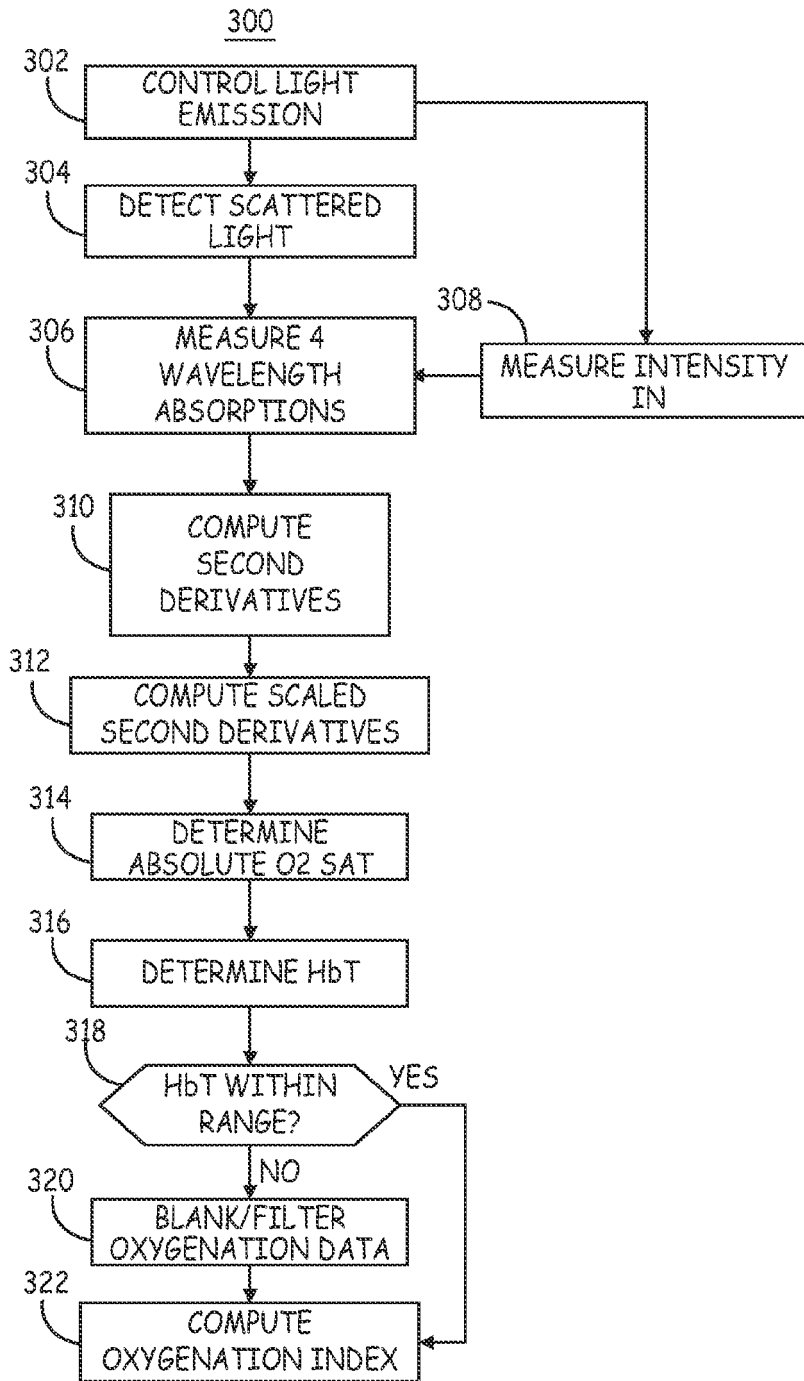 300
302
CONTROL LIGHT
EMISSION
304
DETECT SCATTERED
LIGHT
306
MEASURE 4
WAVELENGTH
ABSORPTIONS
308
MEASURE INTENSITY
IN
310
COMPUTE
SECOND
DERIVATIVES
312
COMPUTE SCALED
SECOND DERIVATIVES
314
DETERMINE
ABSOLUTE O2 SAT
316
DETERMINE HbT
318
HbT WITHIN
RANGE?
YES
NO
320
BLANK/FILTER
OXYGENATION DATA
322
COMPUTE
OXYGENATION INDEX